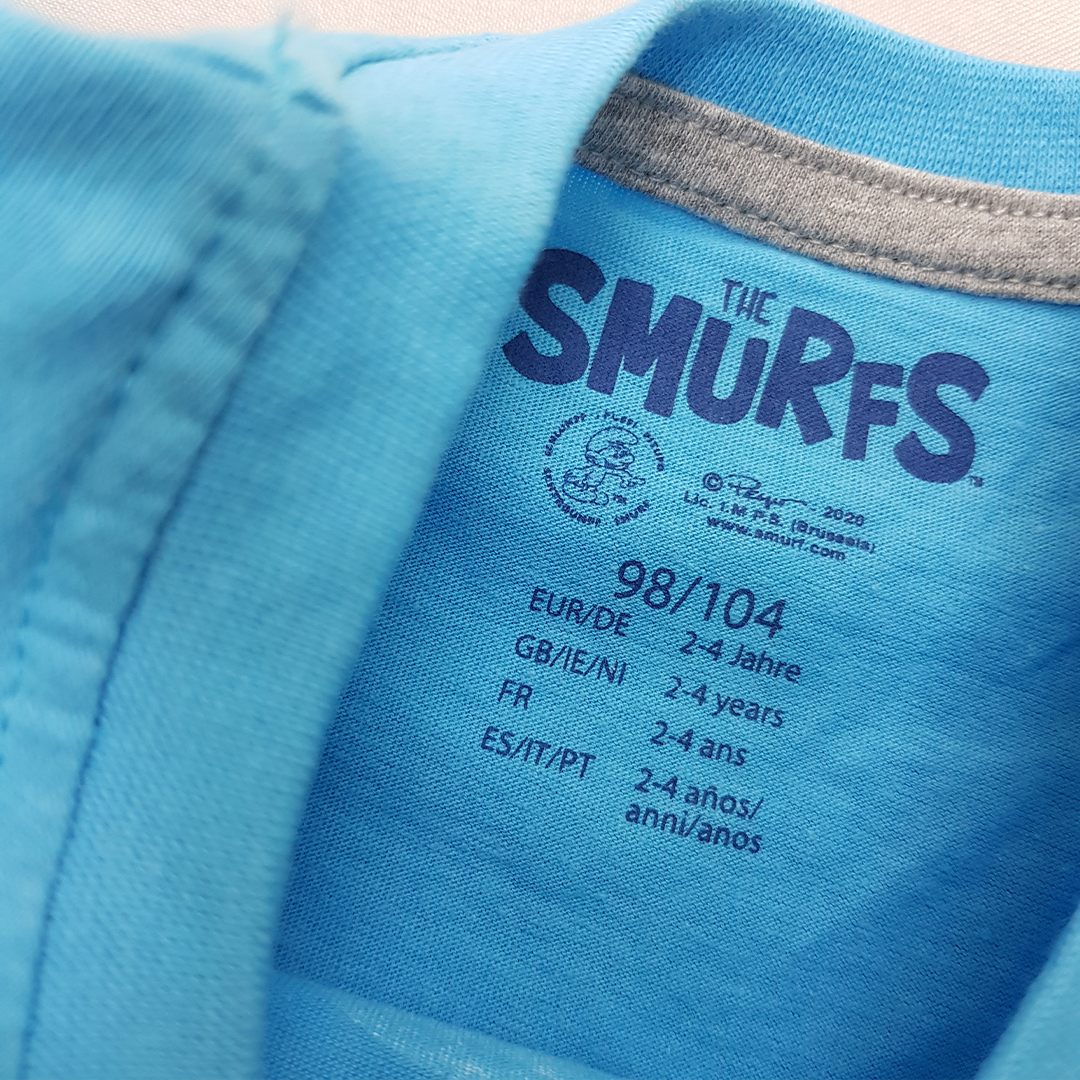 THE
SMURFS
TM
© Peyo 2020
Lic. I.M.P.S. (Brussels)
www.smurf.com
98/104
EUR/DE 2-4 Jahre
GB/IE/NI 2-4 years
FR 2-4 ans
ES/IT/PT 2-4 años/
anni/anos